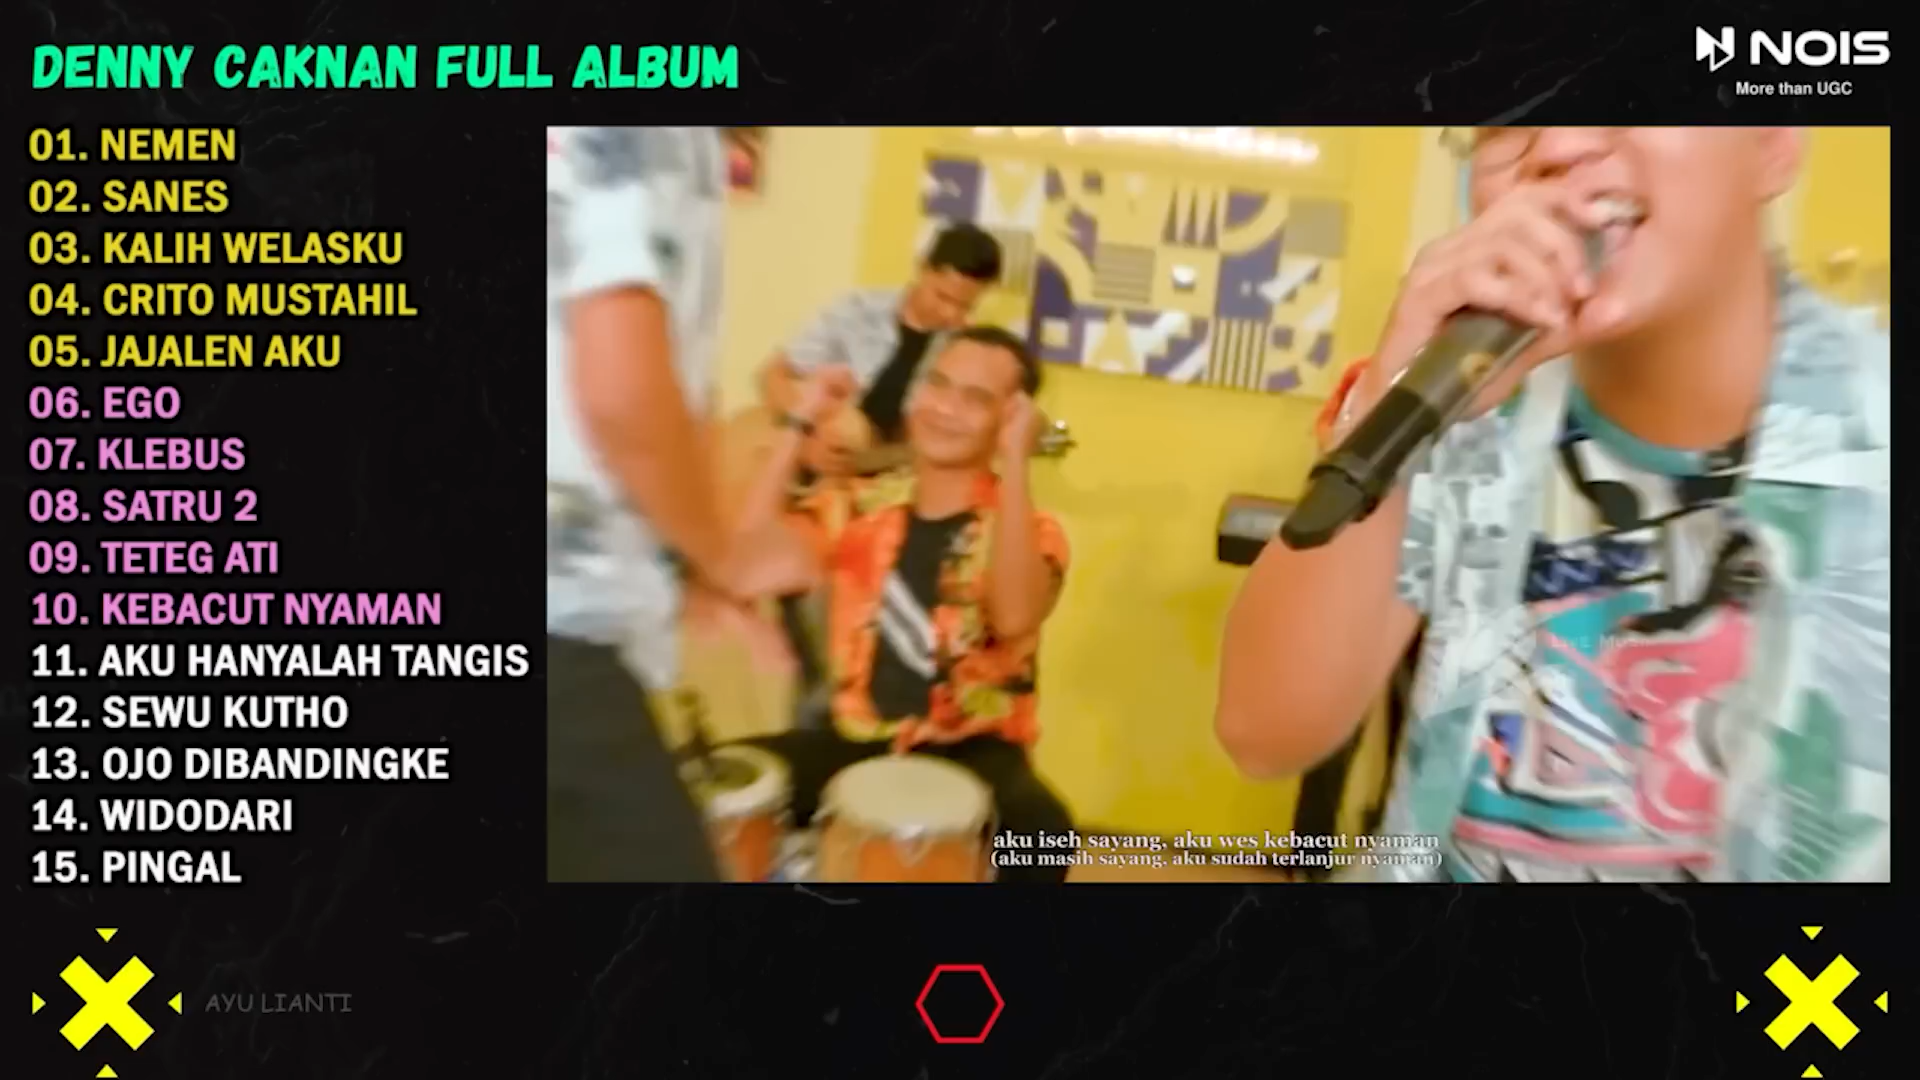 DENNY CAKNAN FULL ALBUM
NOIS
More than UGC
01. NEMEN
02. SANES
03. KALIH WELASKU
04. CRITO MUSTAHIL
05. JAJALEN AKU
06. EGO
07. KLEBUS
08. SATRU 2
09. TETEG ATI
10. KEBACUT NYAMAN
11. AKU HANYALAH TANGIS
12. SEWU KUTHO
13. OJO DIBANDINGKE
14. WIDODARI
15. PINGAL
aku iseh sayang, aku wes kebacut nyaman
(aku masih sayang, aku sudah terlanjur nyaman)
AYU LIANTI